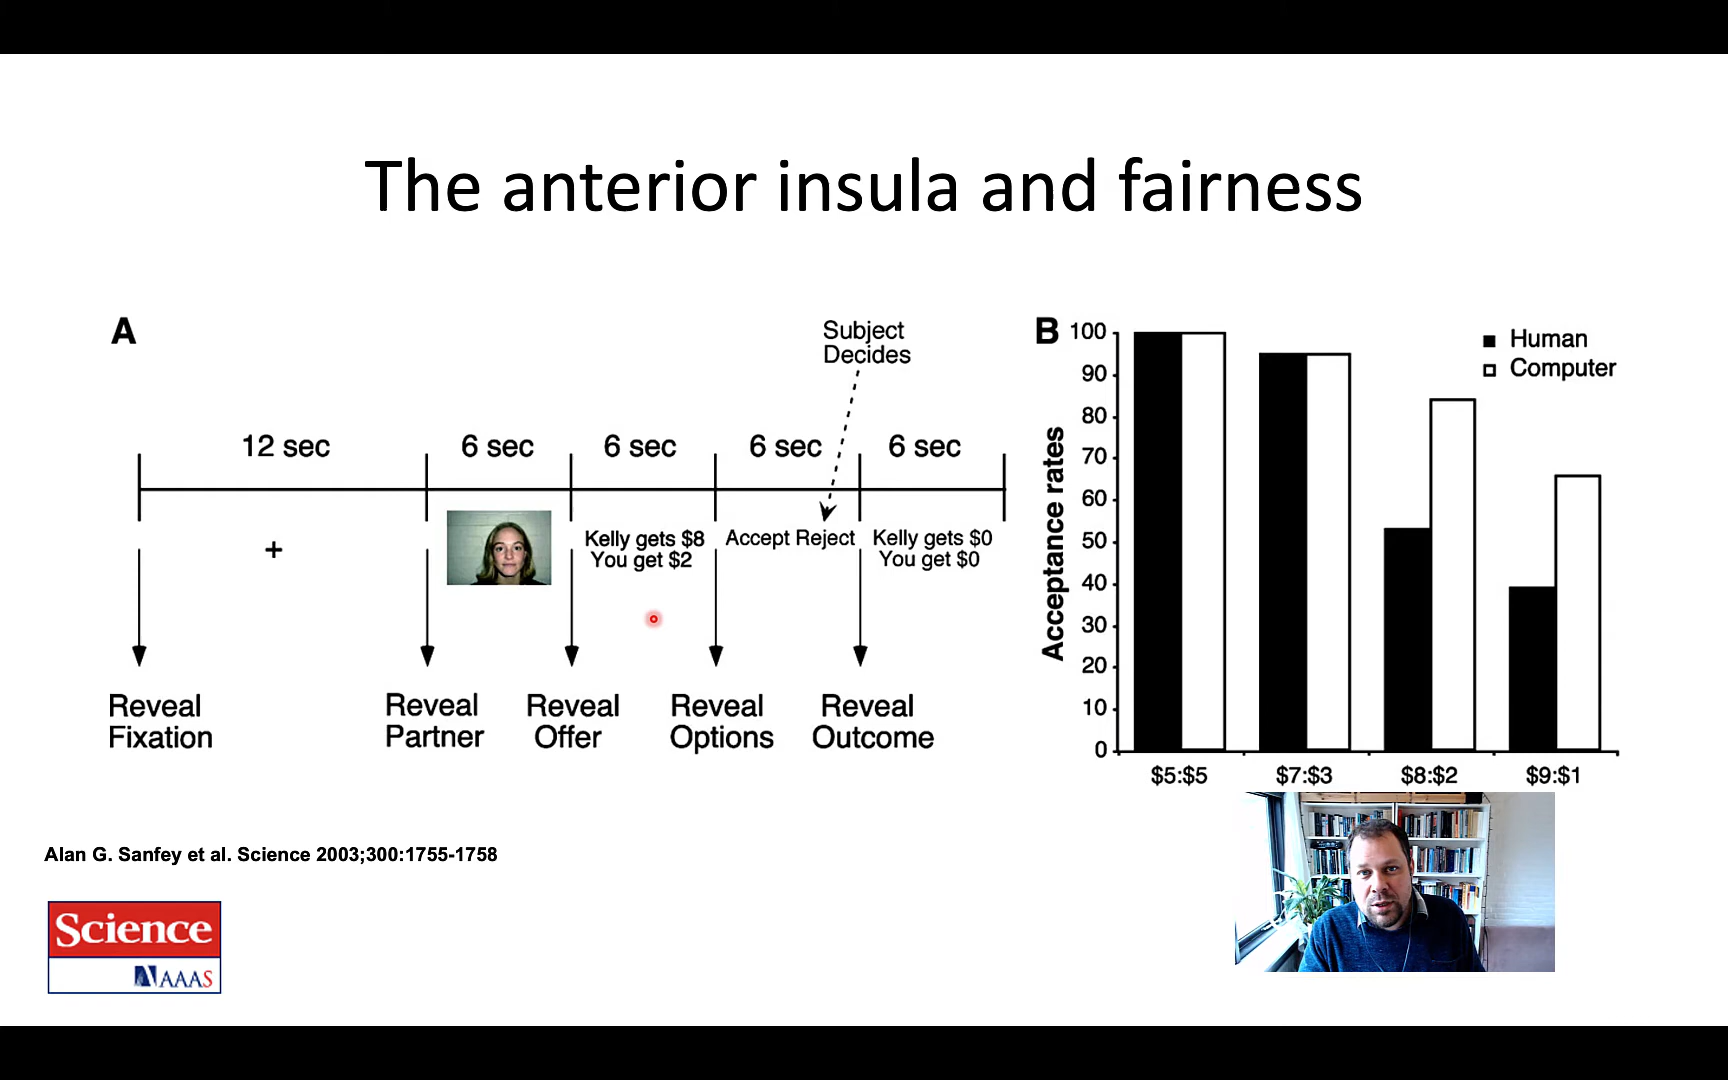 The anterior insula and fairness
A
Subject
Decides
12 sec
6 sec
6 sec
6 sec
6 sec
+
Kelly gets $8
You get $2
Accept Reject
Kelly gets $0
You get $0
Reveal
Fixation
Reveal
Partner
Reveal
Offer
Reveal
Options
Reveal
Outcome
B
Acceptance rates
100
90
80
70
60
50
40
30
20
10
0
Human
Computer
$5:$5
$7:$3
$8:$2
$9:$1
Alan G. Sanfey et al. Science 2003;300:1755-1758
Science
AAAS